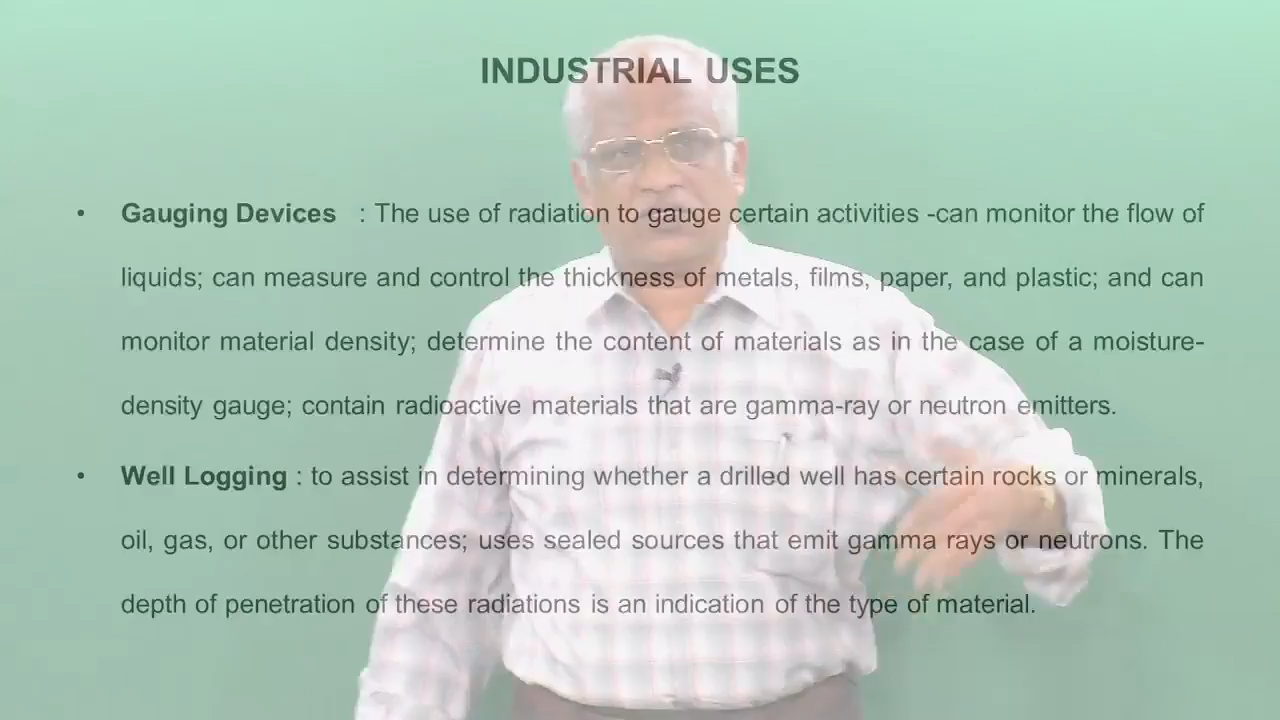 INDUSTRIAL USES
• Gauging Devices : The use of radiation to gauge certain activities -can monitor the flow of
liquids; can measure and control the thickness of metals, films, paper, and plastic; and can
monitor material density; determine the content of materials as in the case of a moisture-
density gauge; contain radioactive materials that are gamma-ray or neutron emitters.
• Well Logging : to assist in determining whether a drilled well has certain rocks or minerals,
oil, gas, or other substances; uses sealed sources that emit gamma rays or neutrons. The
depth of penetration of these radiations is an indication of the type of material.